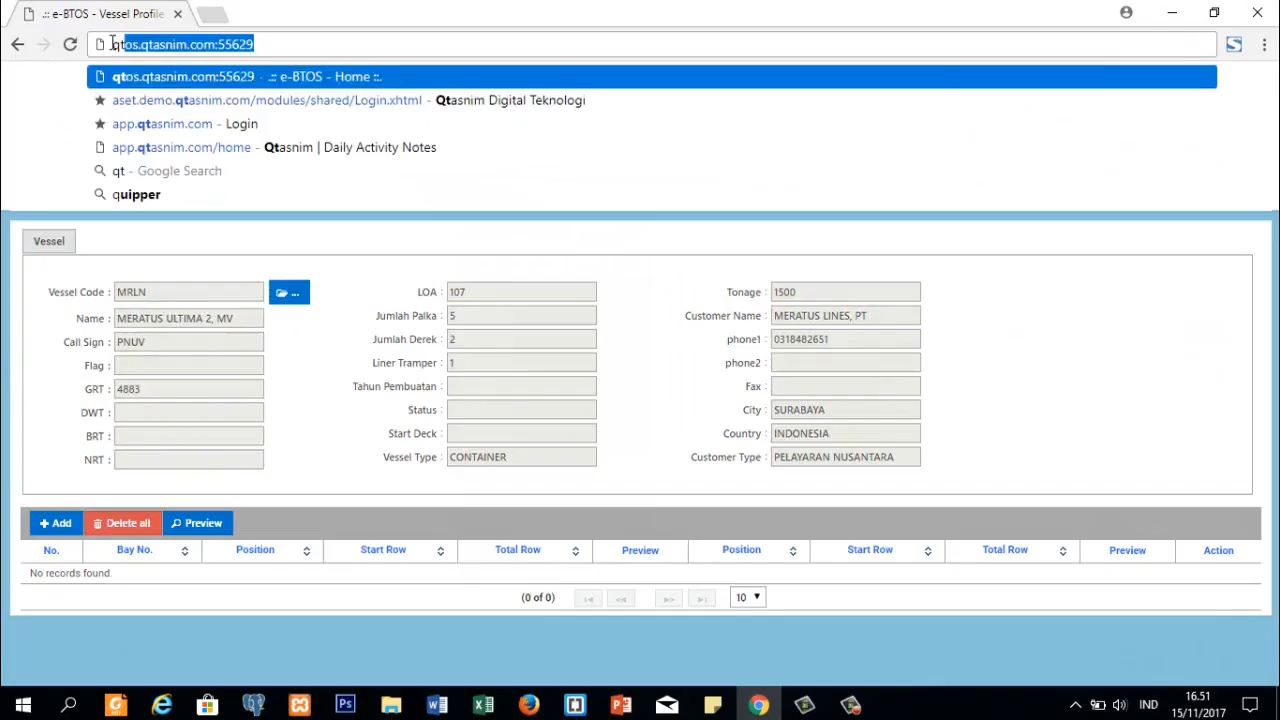 .:: e-BTOS - Vessel Profile
qtos.qtasnim.com:55629
qtos.qtasnim.com:55629 - .:: e-BTOS - Home ::.
aset.demo.qtasnim.com/modules/shared/Login.xhtml - Qtasnim Digital Teknologi
app.qtasnim.com - Login
app.qtasnim.com/home - Qtasnim | Daily Activity Notes
qt - Google Search
quipper
Vessel
Vessel Code : MRLN ... LOA : 107 Tonage : 1500
Name : MERATUS ULTIMA 2, MV Jumlah Palka : 5 Customer Name : MERATUS LINES, PT
Call Sign : PNUV Jumlah Derek : 2 phone1 : 0318482651
Flag : Liner Tramper : 1 phone2 :
GRT : 4883 Tahun Pembuatan : Fax :
DWT : Status : City : SURABAYA
BRT : Start Deck : Country : INDONESIA
NRT : Vessel Type : CONTAINER Customer Type : PELAYARAN NUSANTARA
+ Add Delete all Preview
No. Bay No. Position Start Row Total Row Preview Position Start Row Total Row Preview Action
No records found.
(0 of 0) 10
IND 16.51
15/11/2017